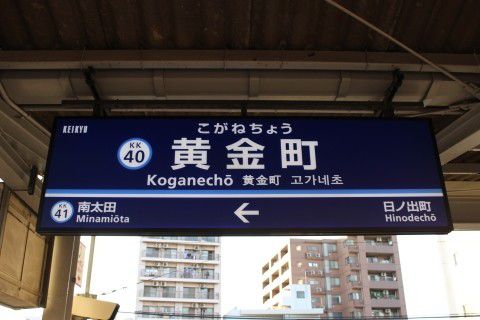 KEIKYU
こがねちょう
KK
40
黄金町
Koganechō 黄金町 고가네초
KK
41
南太田
Minamiōta
←
日ノ出町
Hinodechō